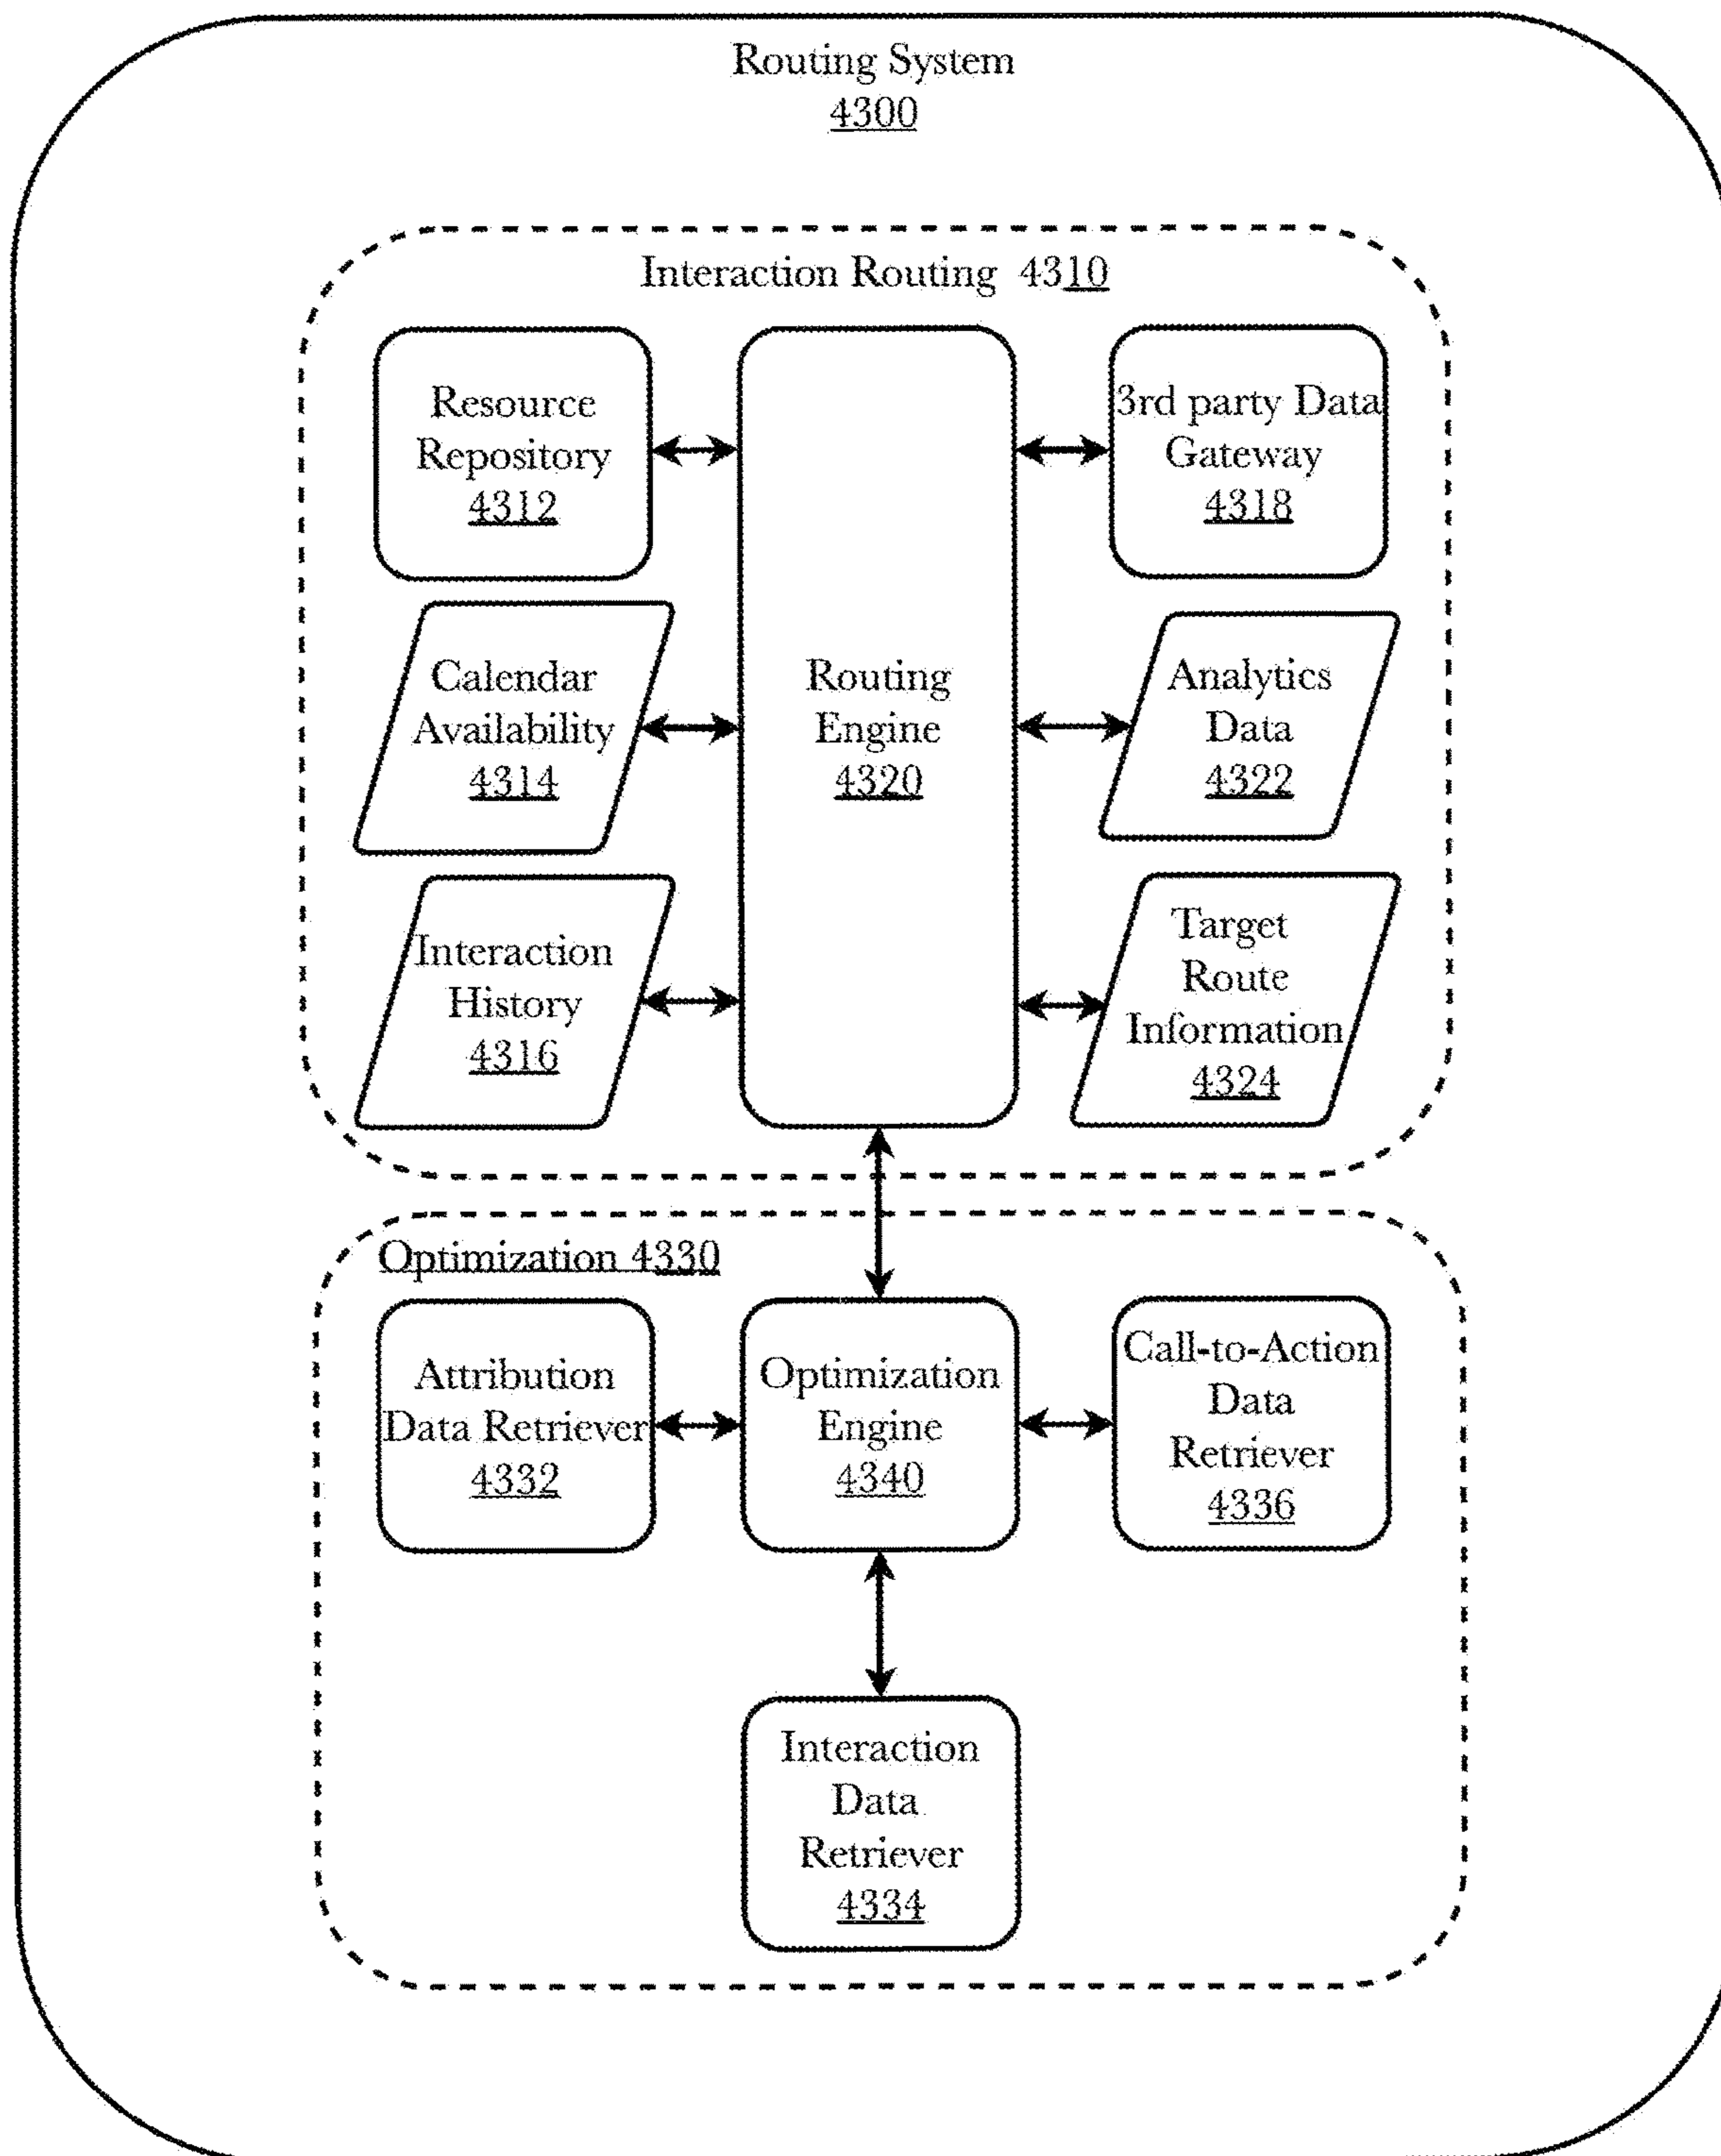 Routing System
4300
Interaction Routing 4310
Resource
Repository
4312
3rd party Data
Gateway
4318
Calendar
Availability
4314
Routing
Engine
4320
Analytics
Data
4322
Interaction
History
4316
Target
Route
Information
4324
Optimization 4330
Attribution
Data Retriever
4332
Optimization
Engine
4340
Call-to-Action
Data
Retriever
4336
Interaction
Data
Retriever
4334